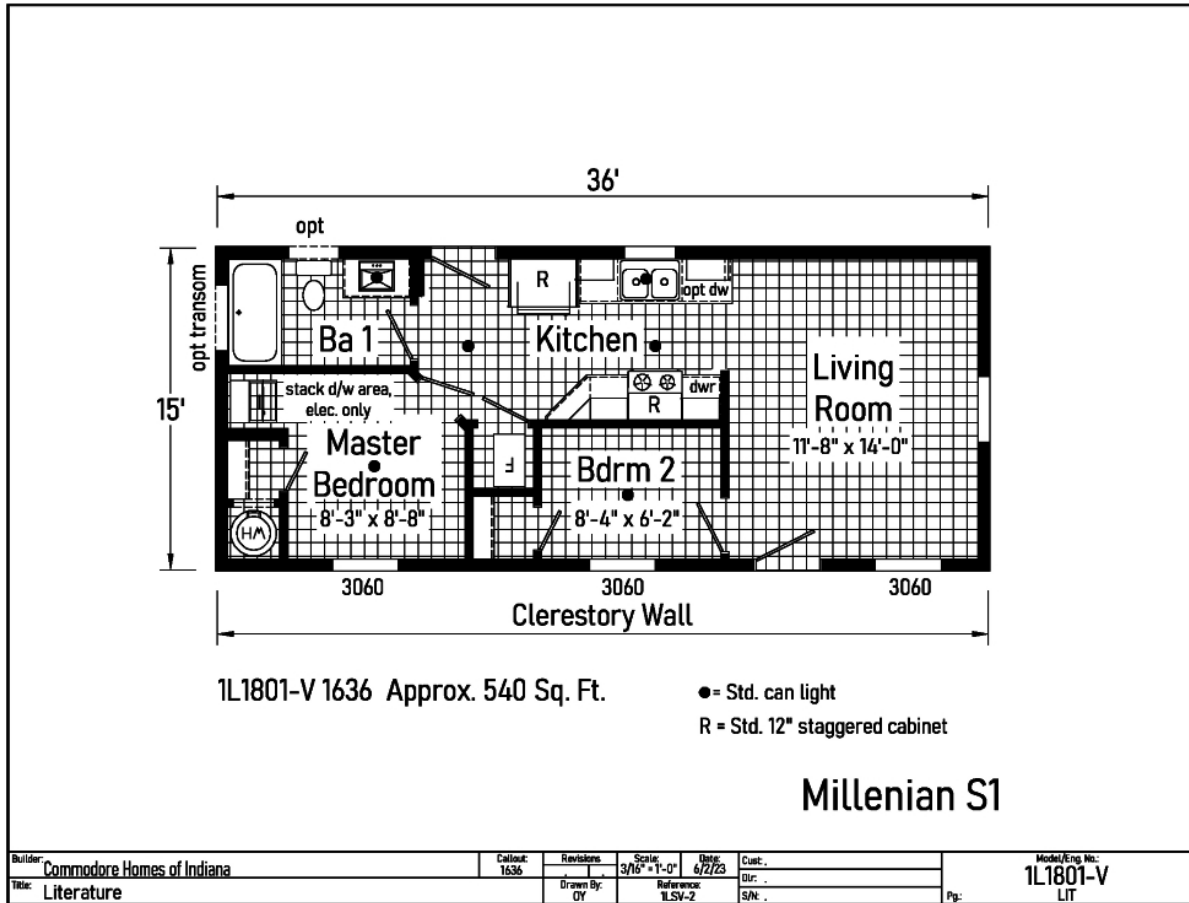 36'
opt
opt transom
15'
R
opt dw
Ba 1
Kitchen
Living
Room
11'-8" x 14'-0"
stack d/w area,
elec. only
R
dwr
Master
Bedroom
8'-3" x 8'-8"
F
Bdrm 2
8'-4" x 6'-2"
WH
3060
3060
3060
Clerestory Wall
1L1801-V 1636 Approx. 540 Sq. Ft.
●= Std. can light
R = Std. 12" staggered cabinet
Millenian S1
Builder: Commodore Homes of Indiana
Title: Literature
Callout:
1636
Revisions
Scale:
3/16" = 1'-0"
Date:
6/2/23
Drawn By:
OY
Reference:
1LSV-2
Cust: .
Dlr: .
S/N: .
Model/Eng. No.:
1L1801-V
Pg.: LIT